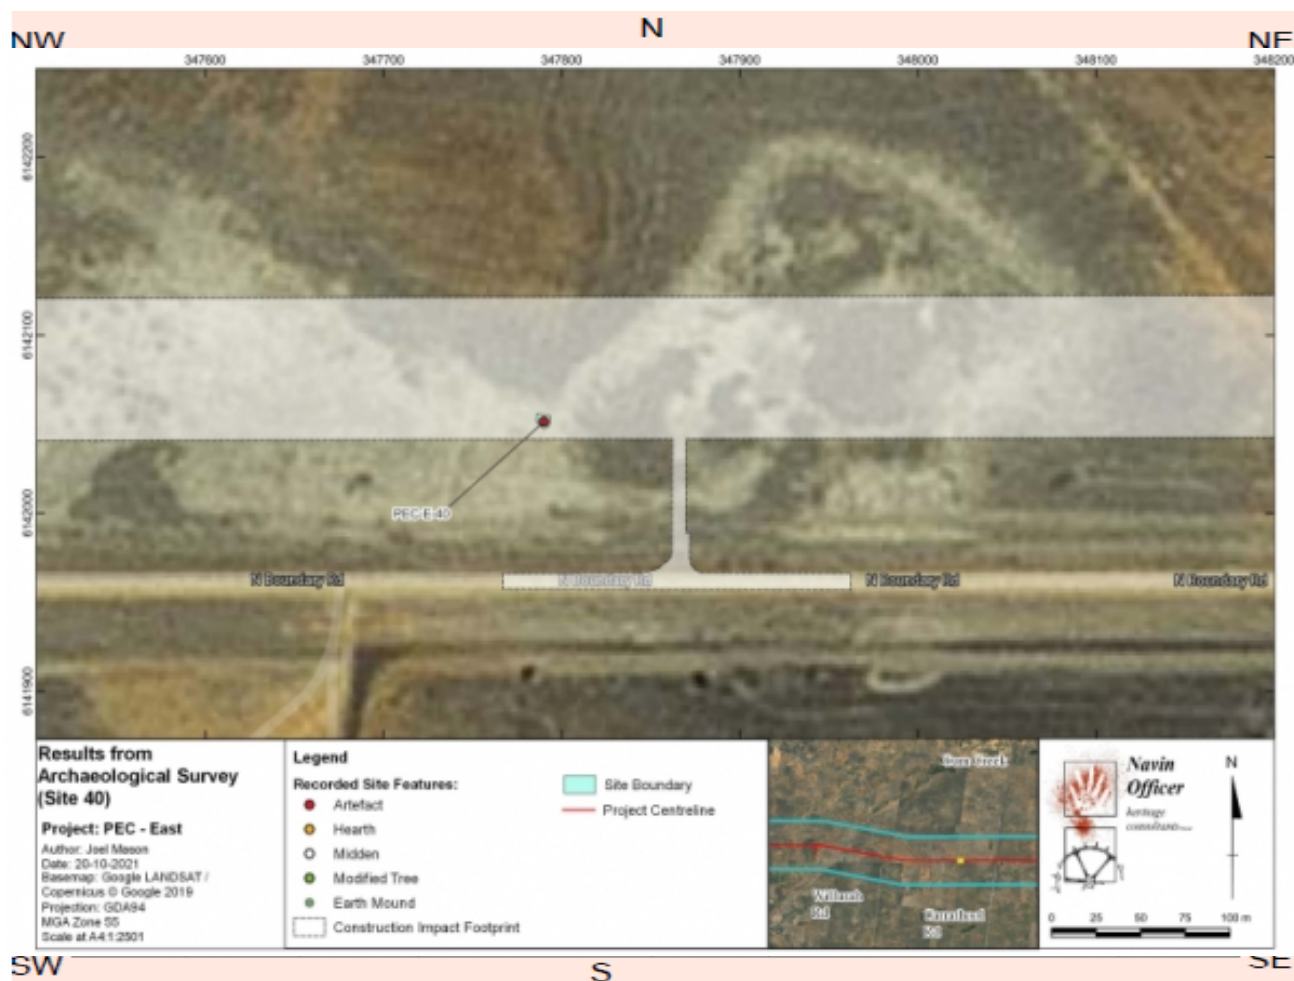 N
NW
NE
347600 347700 347800 347900 348000 348100 348200
6142200
6142100
6142000
6141900
PEC-E-40
N Boundary Rd N Boundary Rd N Boundary Rd N Boundary Rd
Results from
Archaeological Survey
(Site 40)
Project: PEC - East
Author: Joel Mason
Date: 20-10-2021
Basemap: Google LANDSAT /
Copernicus © Google 2019
Projection: GDA94
MGA Zone 55
Scale at A4:1:2501
Legend
Recorded Site Features:
Artefact
Hearth
Midden
Modified Tree
Earth Mound
Construction Impact Footprint
Site Boundary
Project Centreline
Navin
Officer
heritage
consultants
N
0 25 50 75 100 m
SW
S
SE